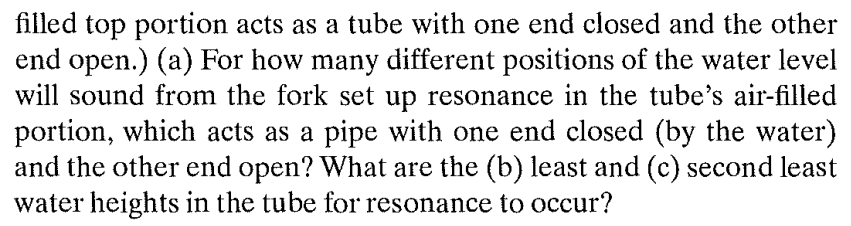 filled top portion acts as a tube with one end closed and the other
end open.) (a) For how many different positions of the water level
will sound from the fork set up resonance in the tube's air-filled
portion, which acts as a pipe with one end closed (by the water)
and the other end open? What are the (b) least and (c) second least
water heights in the tube for resonance to occur?